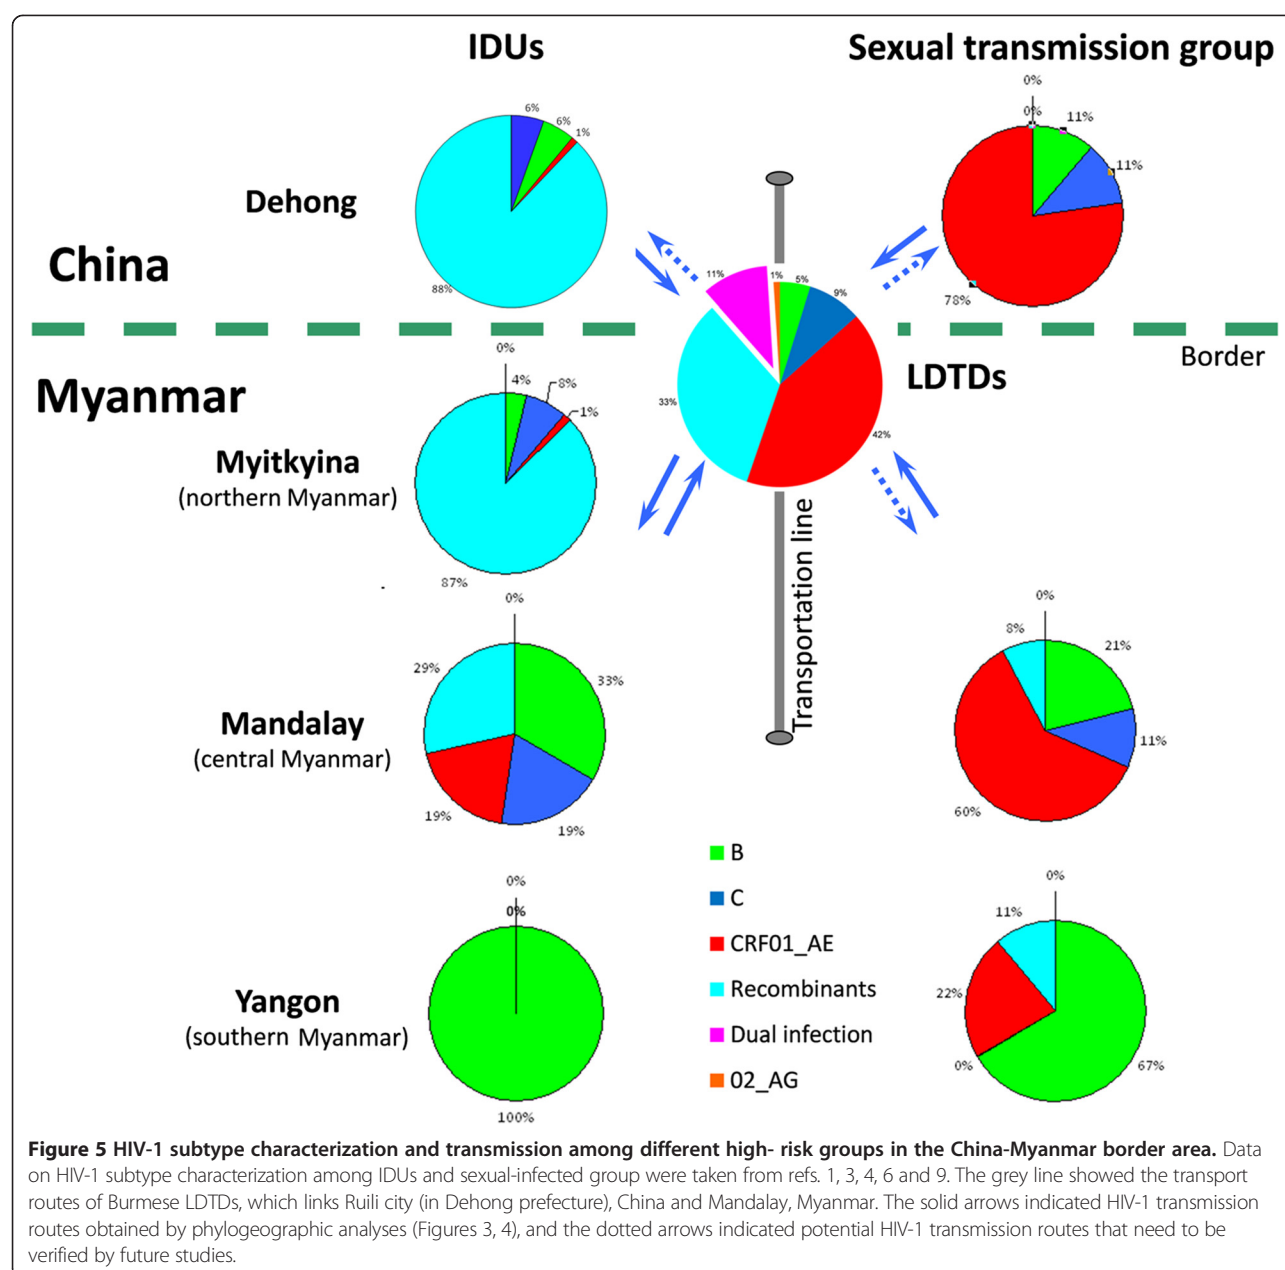 IDUs
Sexual transmission group
0%
0%
11%
11%
78%
6%
6%
1%
88%
Dehong
China
11%
1%
5%
9%
33%
42%
LDTDs
Border
Myanmar
0%
4%
8%
1%
87%
Myitkyina
(northern Myanmar)
Transportation line
0%
29%
33%
19%
19%
Mandalay
(central Myanmar)
0%
8%
21%
11%
60%
B
C
CRF01_AE
Recombinants
Dual infection
02_AG
0%
0%
100%
Yangon
(southern Myanmar)
0%
11%
22%
0%
67%
Figure 5 HIV-1 subtype characterization and transmission among different high- risk groups in the China-Myanmar border area. Data
on HIV-1 subtype characterization among IDUs and sexual-infected group were taken from refs. 1, 3, 4, 6 and 9. The grey line showed the transport
routes of Burmese LDTDs, which links Ruili city (in Dehong prefecture), China and Mandalay, Myanmar. The solid arrows indicated HIV-1 transmission
routes obtained by phylogeographic analyses (Figures 3, 4), and the dotted arrows indicated potential HIV-1 transmission routes that need to be
verified by future studies.